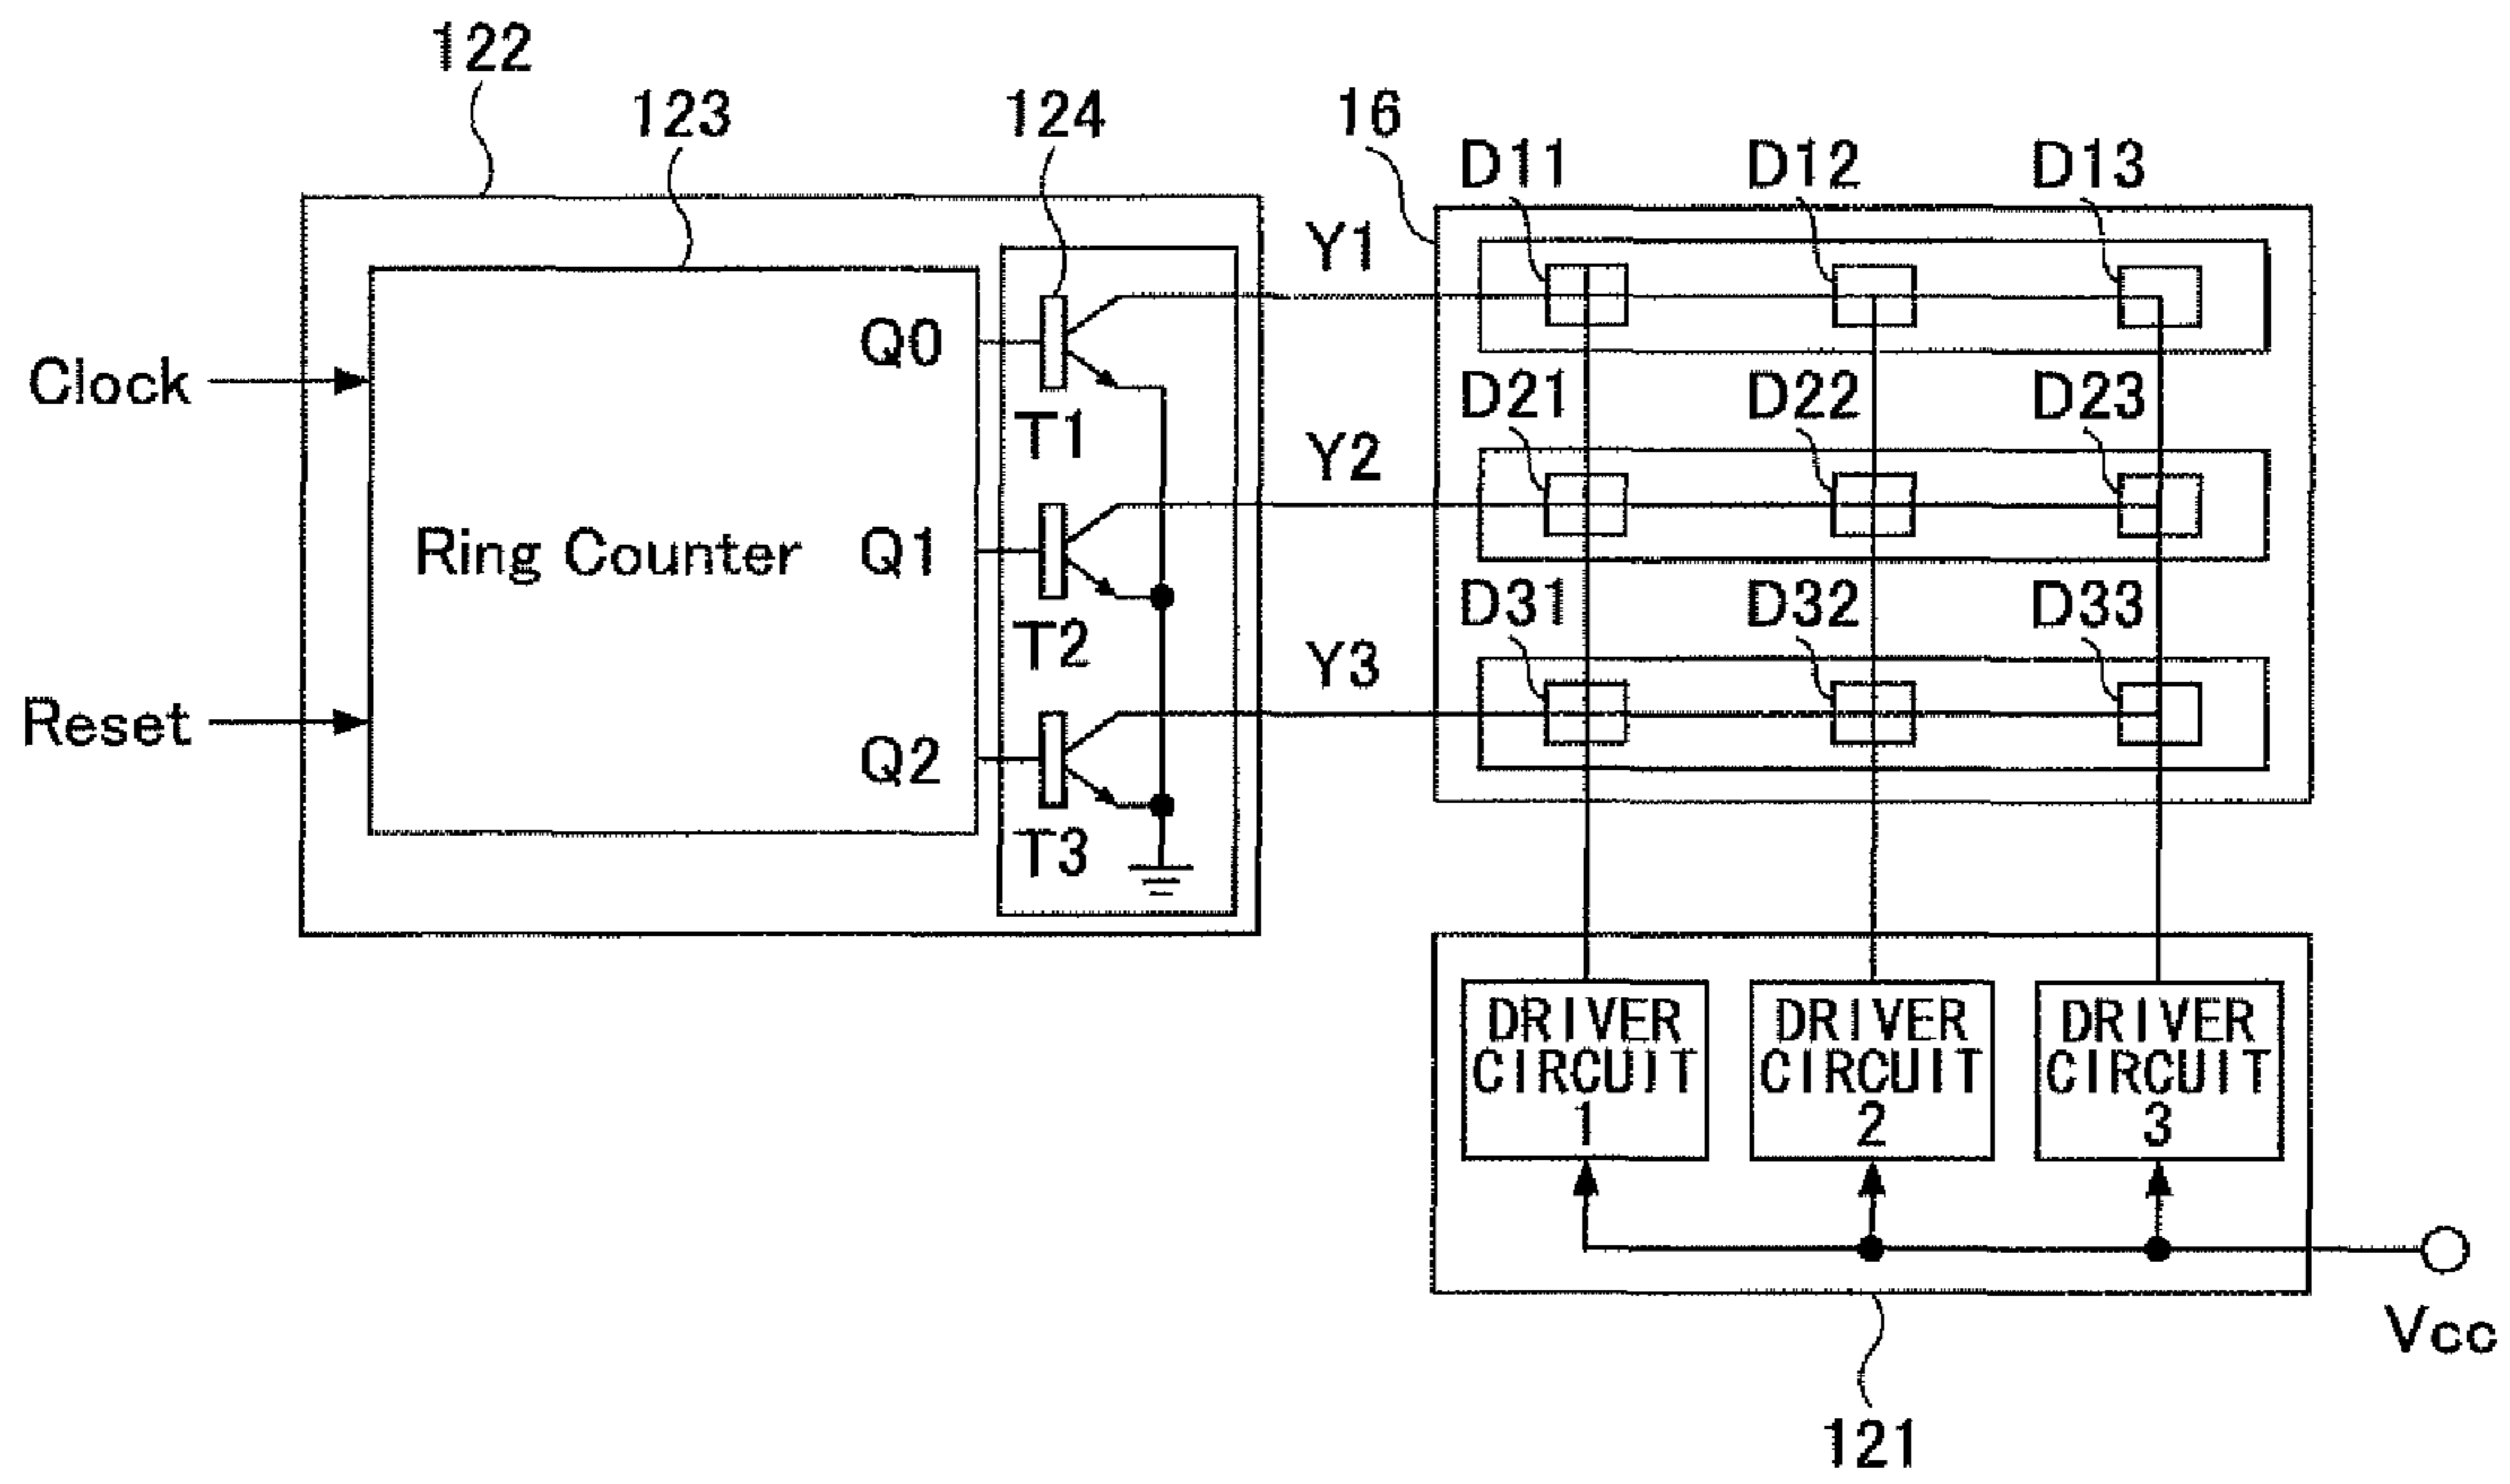 122
123
124
16
D11
D12
D13
Y1
Q0
Clock
T1
D21
D22
D23
Y2
Ring Counter
Q1
T2
D31
D32
D33
Y3
Reset
Q2
T3
DRIVER
CIRCUIT
1
DRIVER
CIRCUIT
2
DRIVER
CIRCUIT
3
Vcc
121